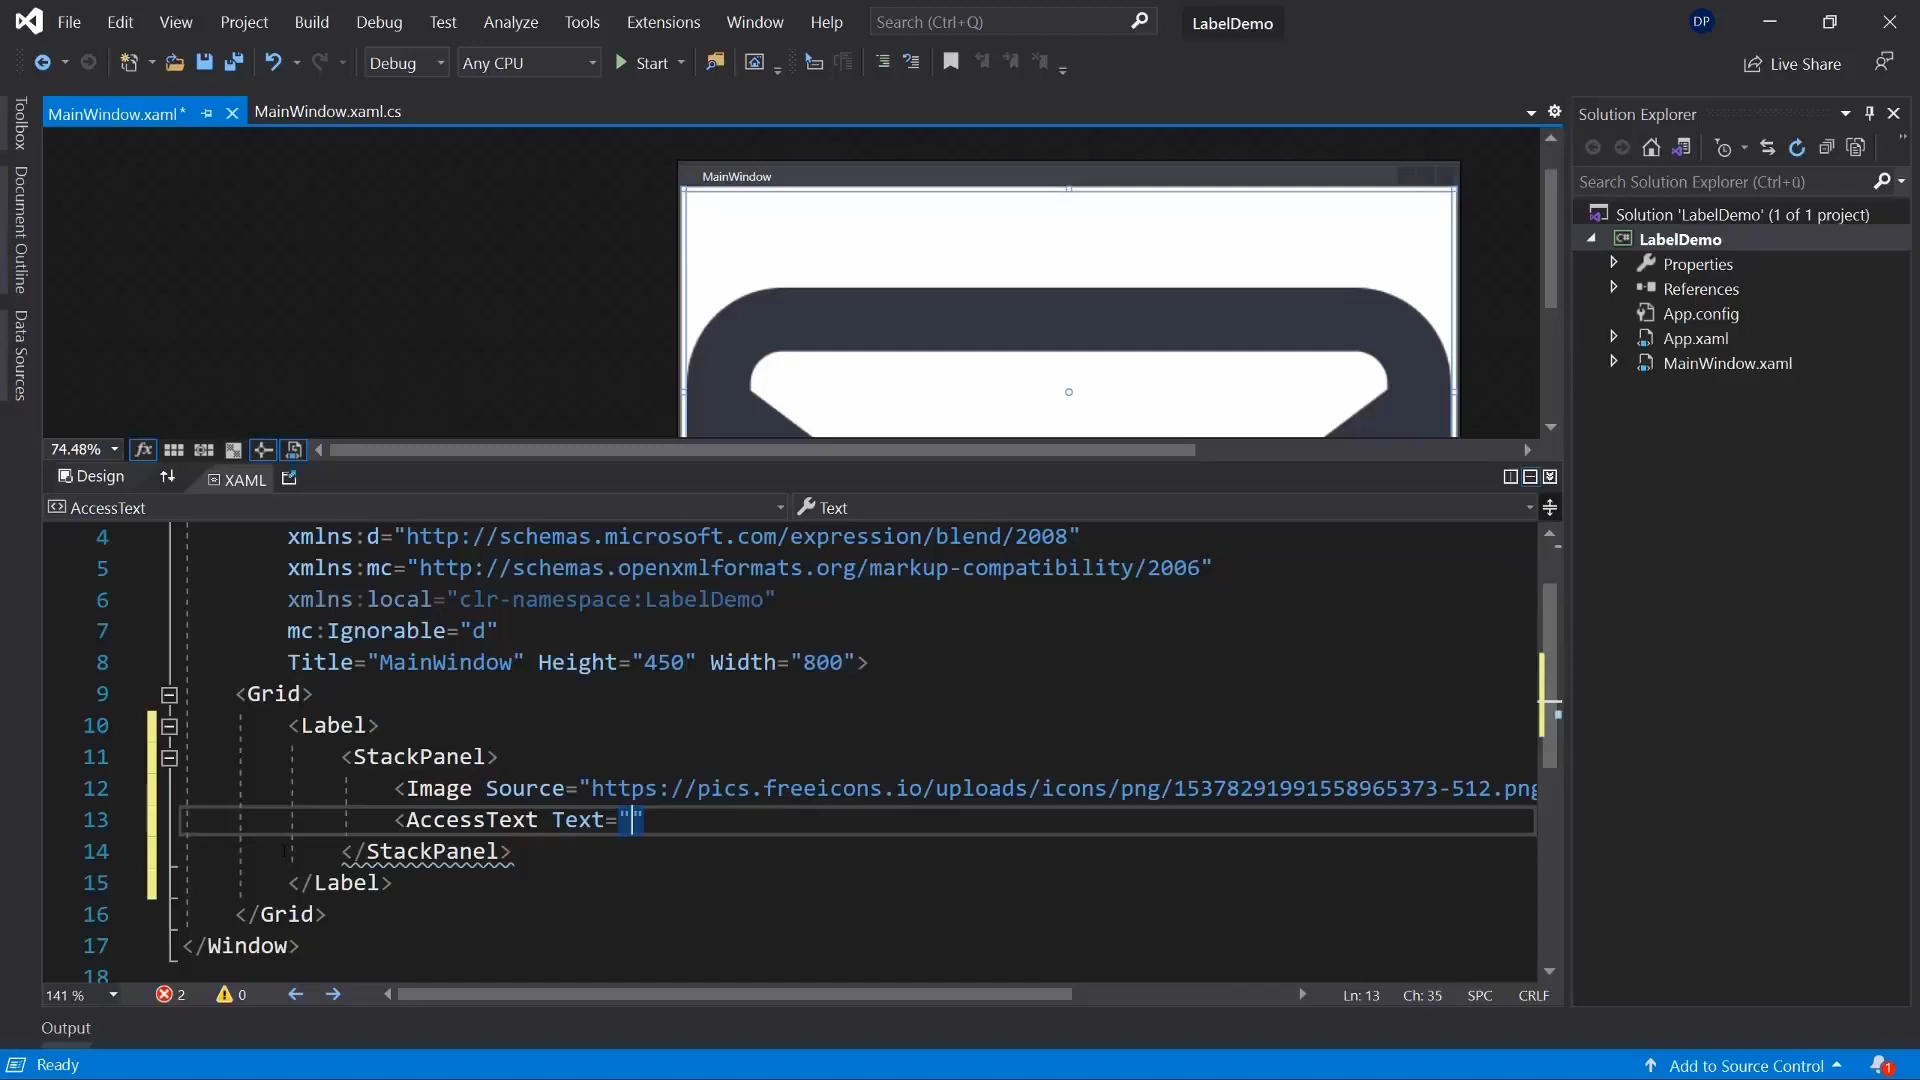 File Edit View Project Build Debug Test Analyze Tools Extensions Window Help Search (Ctrl+Q) LabelDemo DP
Debug Any CPU Start Live Share
Toolbox
Document Outline
Data Sources
MainWindow.xaml* MainWindow.xaml.cs
MainWindow
74.48% fx
Design XAML
AccessText Text
4 xmlns:d="http://schemas.microsoft.com/expression/blend/2008"
5 xmlns:mc="http://schemas.openxmlformats.org/markup-compatibility/2006"
6 xmlns:local="clr-namespace:LabelDemo"
7 mc:Ignorable="d"
8 Title="MainWindow" Height="450" Width="800">
9 <Grid>
10 <Label>
11 <StackPanel>
12 <Image Source="https://pics.freeicons.io/uploads/icons/png/15378291991558965373-512.png
13 <AccessText Text=""
14 </StackPanel>
15 </Label>
16 </Grid>
17 </Window>
18
141 % 2 0 Ln: 13 Ch: 35 SPC CRLF
Output
Solution Explorer
Search Solution Explorer (Ctrl+ü)
Solution 'LabelDemo' (1 of 1 project)
C# LabelDemo
Properties
References
App.config
App.xaml
MainWindow.xaml
Ready Add to Source Control 1